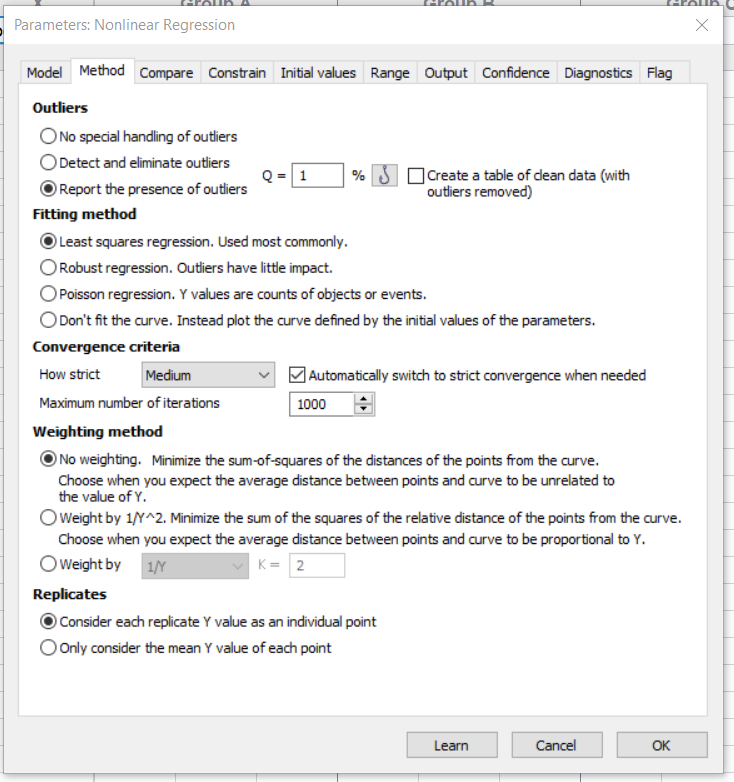 Group A Group B Group C
Parameters: Nonlinear Regression
Model Method Compare Constrain Initial values Range Output Confidence Diagnostics Flag
Outliers
No special handling of outliers
Detect and eliminate outliers
Report the presence of outliers
Q = 1 % Create a table of clean data (with
outliers removed)
Fitting method
Least squares regression. Used most commonly.
Robust regression. Outliers have little impact.
Poisson regression. Y values are counts of objects or events.
Don't fit the curve. Instead plot the curve defined by the initial values of the parameters.
Convergence criteria
How strict Medium Automatically switch to strict convergence when needed
Maximum number of iterations 1000
Weighting method
No weighting. Minimize the sum-of-squares of the distances of the points from the curve.
Choose when you expect the average distance between points and curve to be unrelated to
the value of Y.
Weight by 1/Y^2. Minimize the sum of the squares of the relative distance of the points from the curve.
Choose when you expect the average distance between points and curve to be proportional to Y.
Weight by 1/Y K = 2
Replicates
Consider each replicate Y value as an individual point
Only consider the mean Y value of each point
Learn Cancel OK